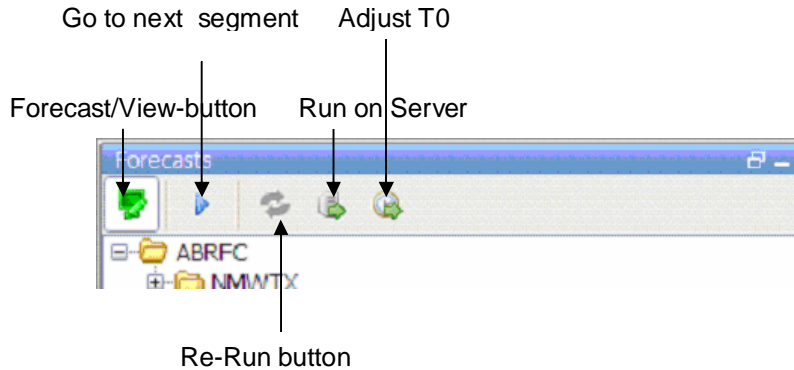 Go to next segment
Adjust T0
Forecast/View-button
Run on Server
Forecasts
ABRFC
NMWTX
Re-Run button